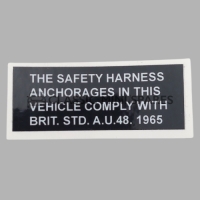 THE SAFETY HARNESS
ANCHORAGES IN THIS
VEHICLE COMPLY WITH
BRIT. STD. A.U.48. 1965